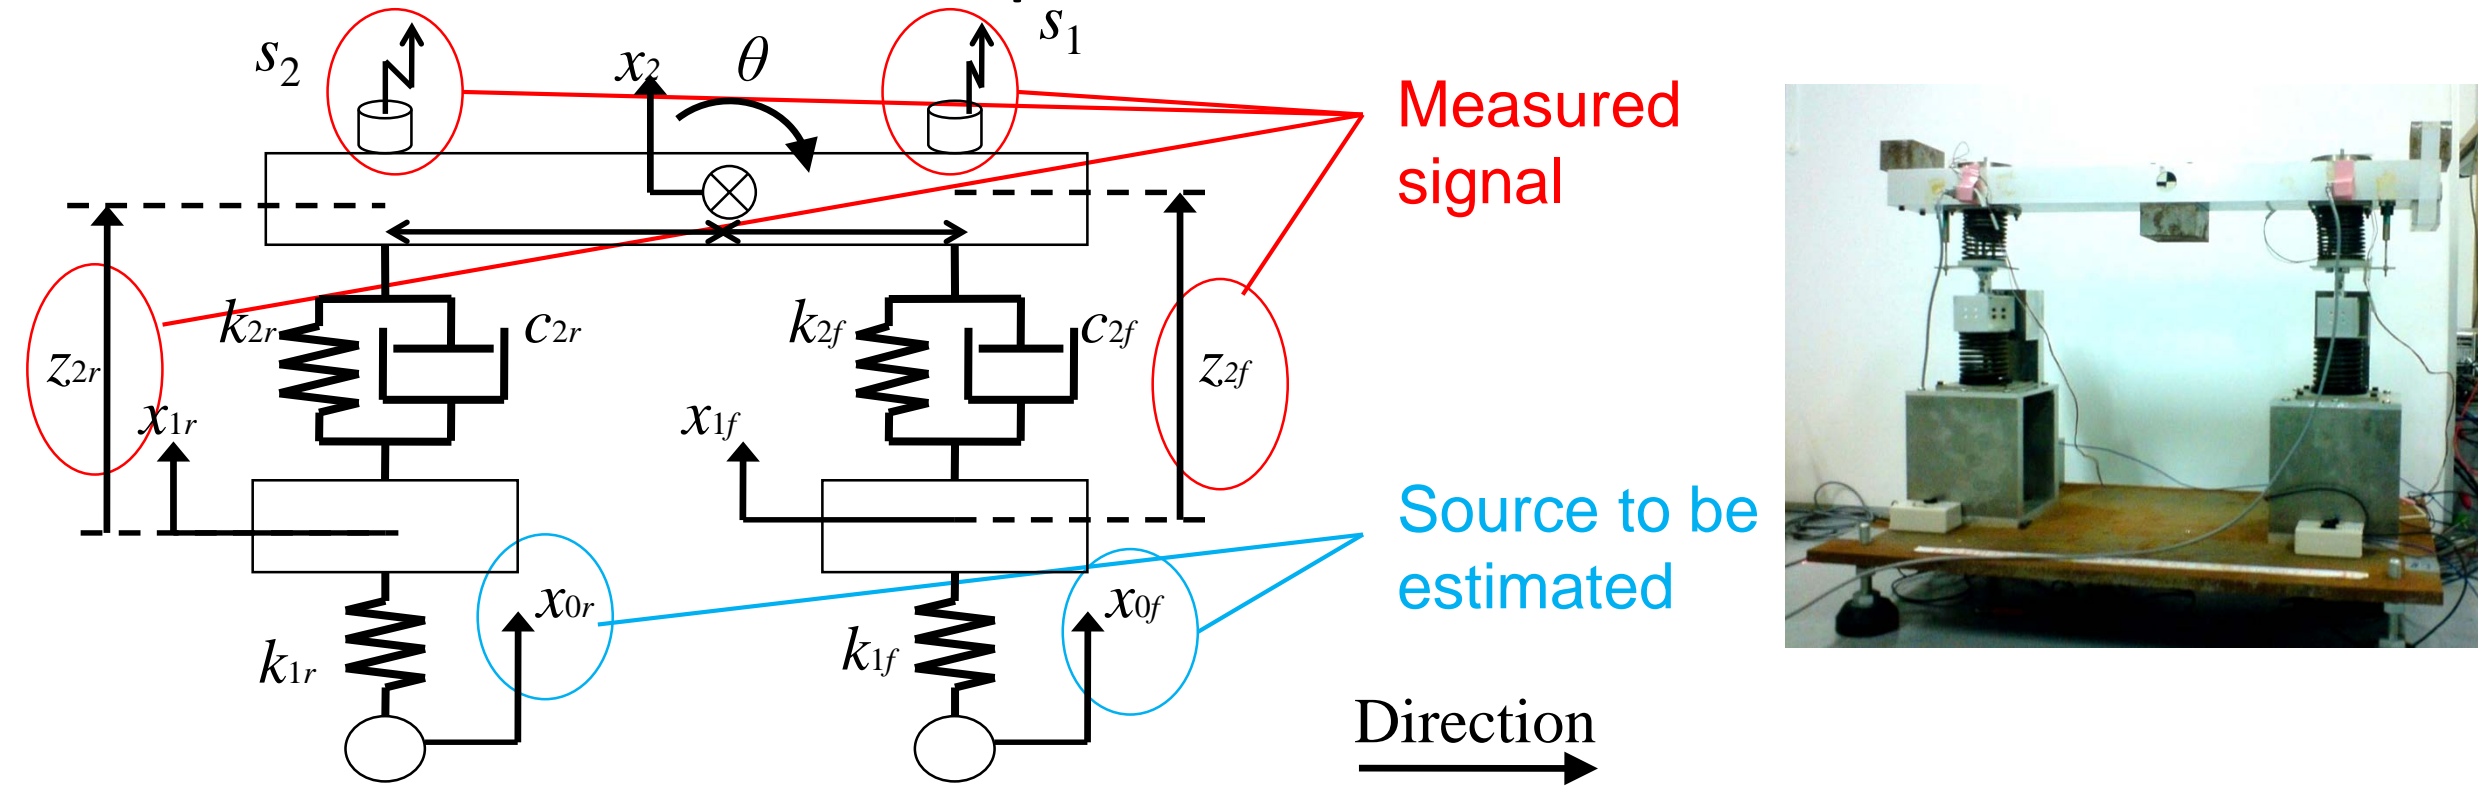 s2
x2
θ
s1
Measured
signal
k2r
c2r
k2f
c2f
z2r
z2f
x1r
x1f
Source to be
estimated
x0r
x0f
k1r
k1f
Direction